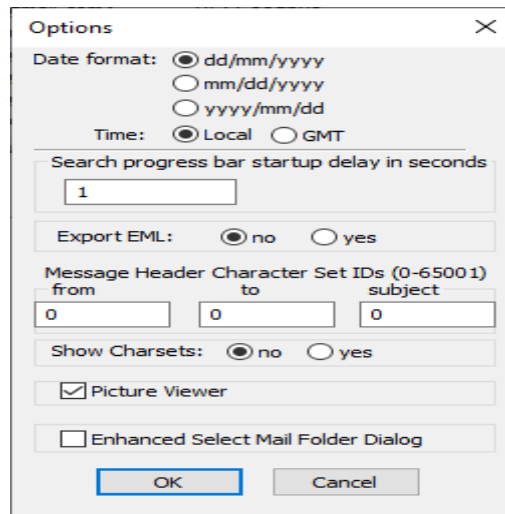 Options
Date format: dd/mm/yyyy
mm/dd/yyyy
yyyy/mm/dd
Time: Local GMT
Search progress bar startup delay in seconds
1
Export EML: no yes
Message Header Character Set IDs (0-65001)
from to subject
0 0 0
Show Charsets: no yes
Picture Viewer
Enhanced Select Mail Folder Dialog
OK Cancel